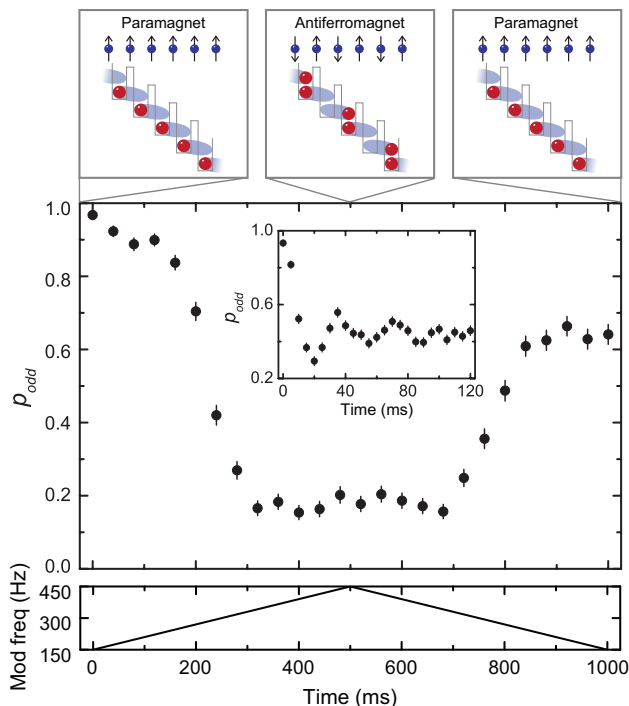 Paramagnet
Antiferromagnet
Paramagnet
1.0
0.8
0.6
0.4
0.2
0.0
p_odd
1.0
0.6
0.4
0.2
p_odd
0 40 80 120
Time (ms)
450
300
150
Mod freq (Hz)
0 200 400 600 800 1000
Time (ms)